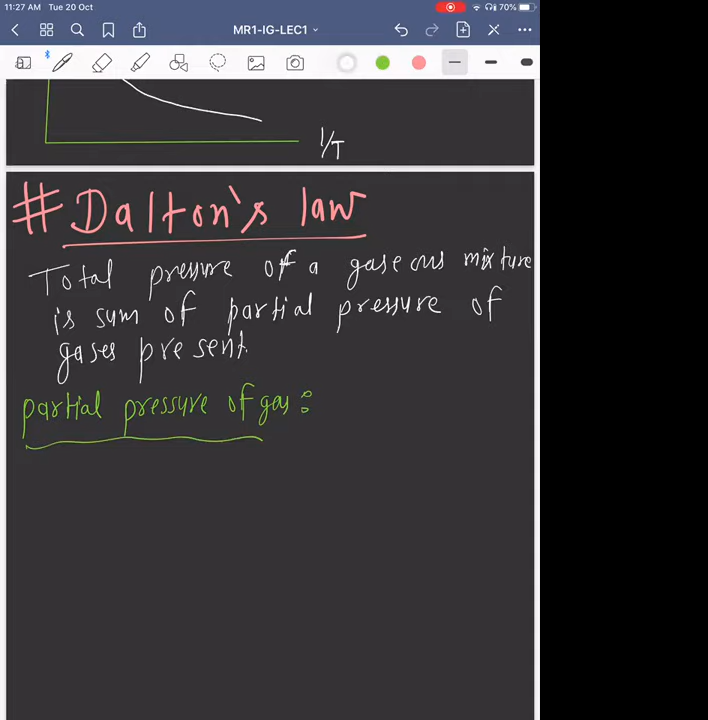 11:27 AM Tue 20 Oct 70%
MR1-IG-LEC1
1/T
# Dalton's law
Total pressure of a gaseous mixture
is sum of partial pressure of
gases present.
partial pressure of gas: